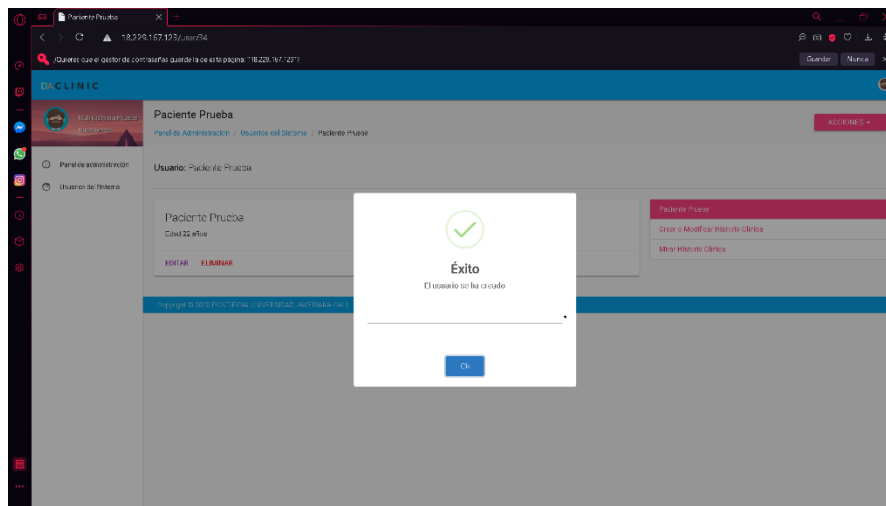 Paciente Prueba
18.229.167.123/user/94
¿Quieres que el gestor de contraseñas guarde la de esta página: "18.229.167.123"?
Guardar
Nunca
DACLINIC
Paciente Prueba
Panel de Administración / Usuarios del Sistema / Paciente Prueba
ACCIONES
Panel de administración
Usuarios del Sistema
Usuario: Paciente Prueba
Paciente Prueba
Edad 22 años
EDITAR ELIMINAR
Paciente Prueba
Crear o Modificar Historia Clinica
Mirar Historia Clinica
Éxito
El usuario se ha creado
Ok
Copyright © 2020 PONTIFICIA UNIVERSIDAD JAVERIANA CALI